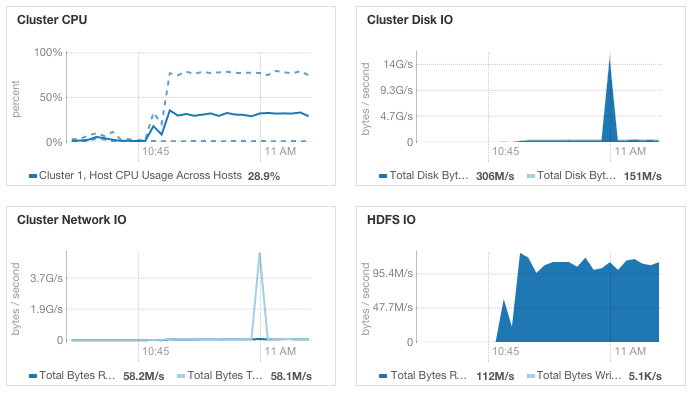 Cluster CPU
100%
50%
0%
percent
10:45
11 AM
Cluster 1, Host CPU Usage Across Hosts 28.9%
Cluster Disk IO
14G/s
9.3G/s
4.7G/s
0
bytes / second
10:45
11 AM
Total Disk Byt... 306M/s Total Disk Byt... 151M/s
Cluster Network IO
3.7G/s
1.9G/s
0
bytes / second
10:45
11 AM
Total Bytes R... 58.2M/s Total Bytes T... 58.1M/s
HDFS IO
95.4M/s
47.7M/s
0
bytes / second
10:45
11 AM
Total Bytes R... 112M/s Total Bytes Wri... 5.1K/s